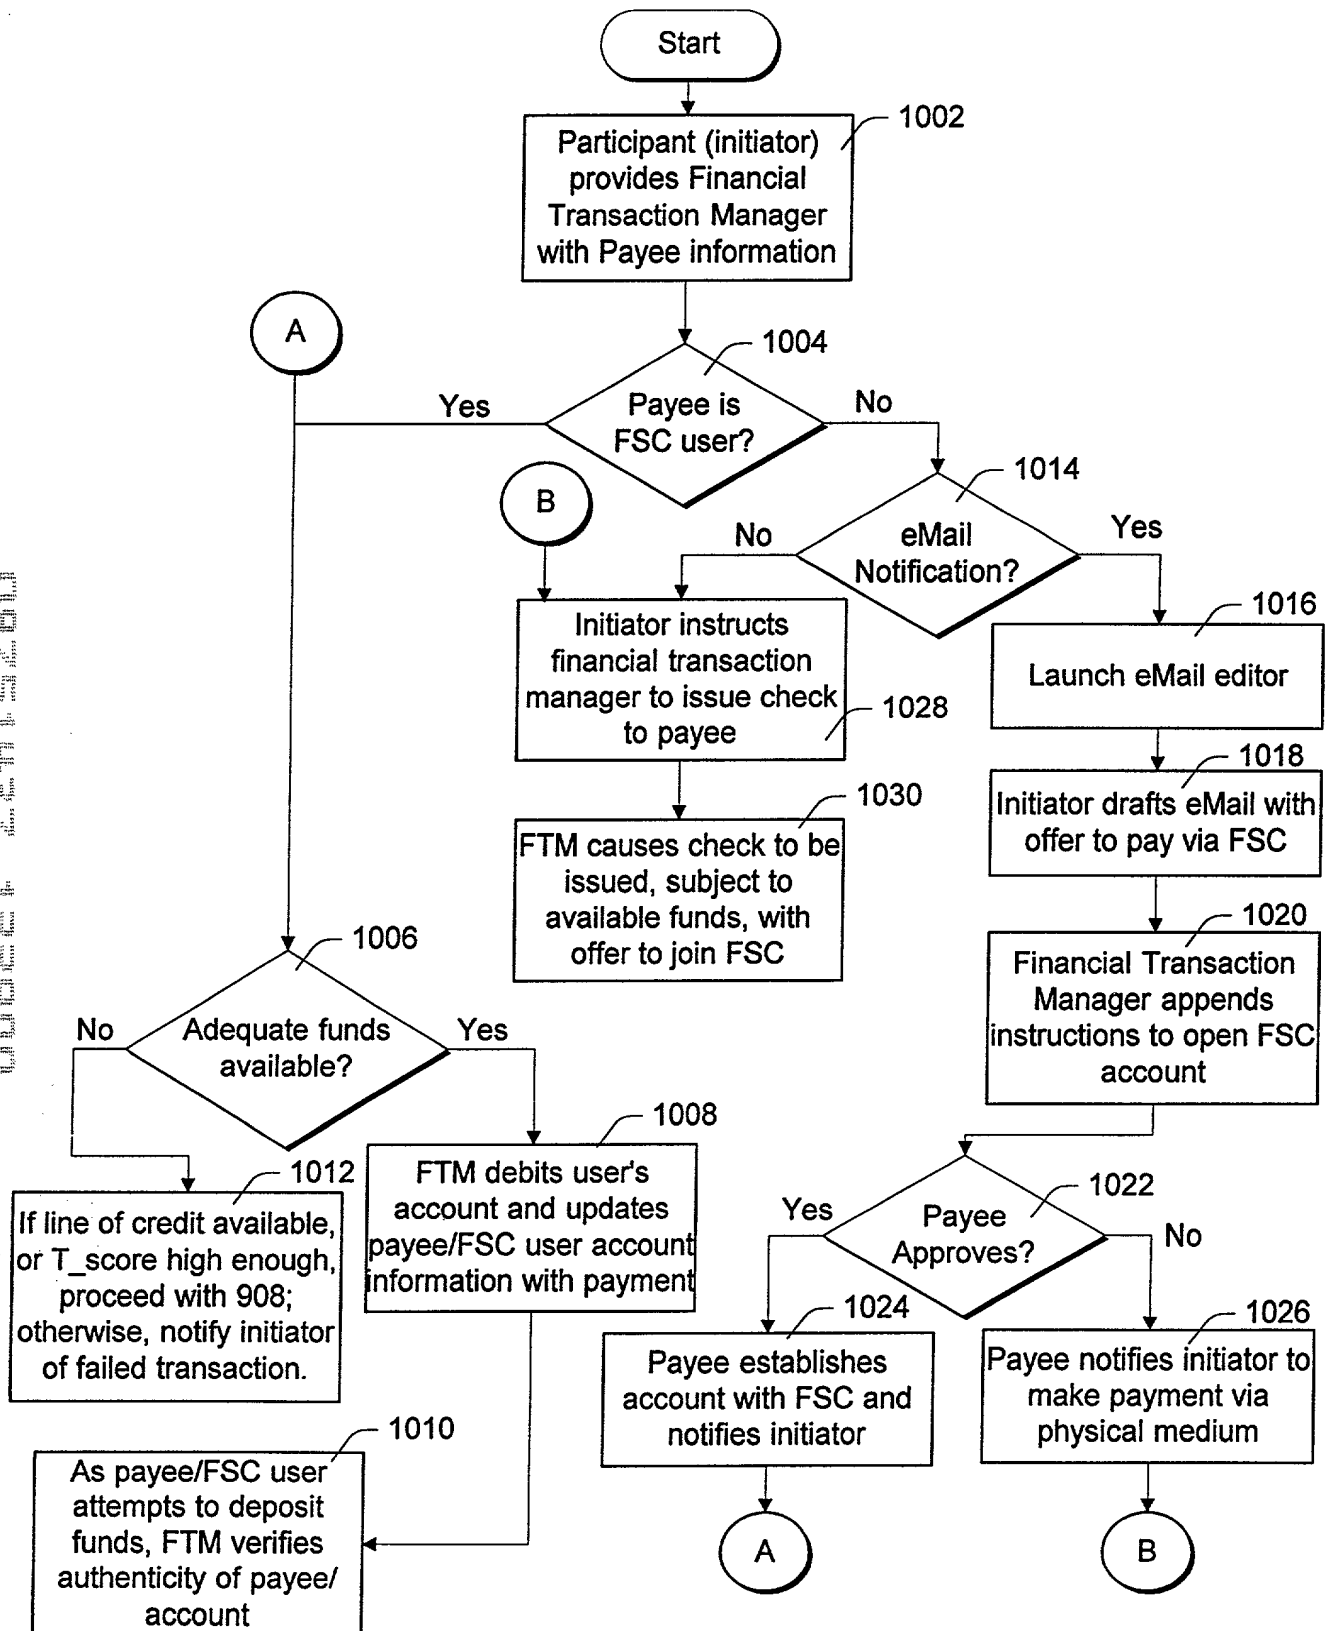 Start
1002
Participant (initiator)
provides Financial
Transaction Manager
with Payee information
A
1004
Payee is
FSC user?
Yes
No
B
1014
eMail
Notification?
No
Yes
Initiator instructs
financial transaction
manager to issue check
to payee
1028
1016
Launch eMail editor
1018
Initiator drafts eMail with
offer to pay via FSC
1030
FTM causes check to be
issued, subject to
available funds, with
offer to join FSC
1020
Financial Transaction
Manager appends
instructions to open FSC
account
1006
Adequate funds
available?
No
Yes
1008
FTM debits user's
account and updates
payee/FSC user account
information with payment
1012
If line of credit available,
or T_score high enough,
proceed with 908;
otherwise, notify initiator
of failed transaction.
1022
Payee
Approves?
Yes
No
1024
Payee establishes
account with FSC and
notifies initiator
1026
Payee notifies initiator to
make payment via
physical medium
1010
As payee/FSC user
attempts to deposit
funds, FTM verifies
authenticity of payee/
account
A
B